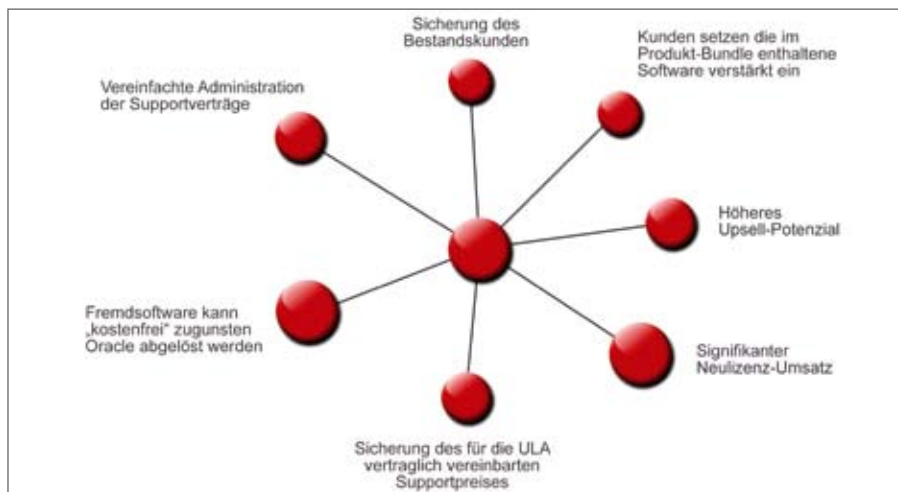 Sicherung des
Bestandskunden
Kunden setzen die im
Produkt-Bundle enthaltene
Software verstärkt ein
Vereinfachte Administration
der Supportverträge
Höheres
Upsell-Potenzial
Fremdsoftware kann
„kostenfrei“ zugunsten
Oracle abgelöst werden
Signifikanter
Neulizenz-Umsatz
Sicherung des für die ULA
vertraglich vereinbarten
Supportpreises